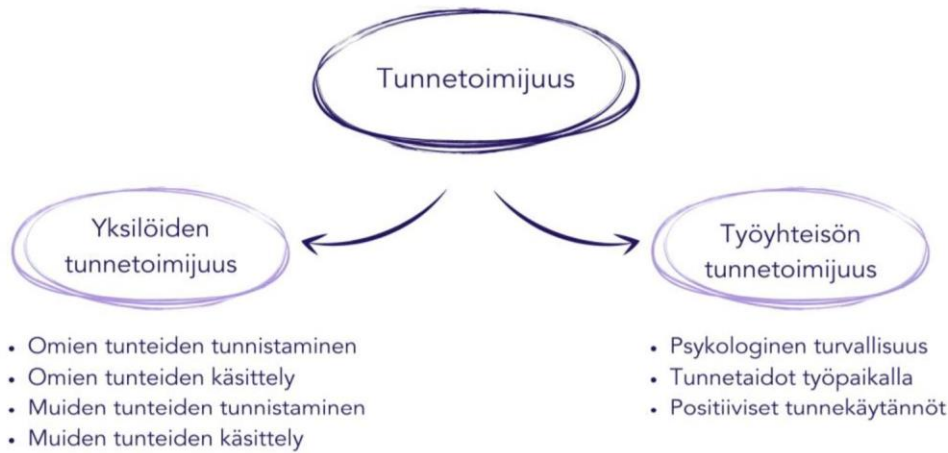 Tunnetoimijuus
Yksilöiden
tunnetoimijuus
• Omien tunteiden tunnistaminen
• Omien tunteiden käsittely
• Muiden tunteiden tunnistaminen
• Muiden tunteiden käsittely
Työyhteisön
tunnetoimijuus
• Psykologinen turvallisuus
• Tunnetaidot työpaikalla
• Positiiviset tunnekäytännöt